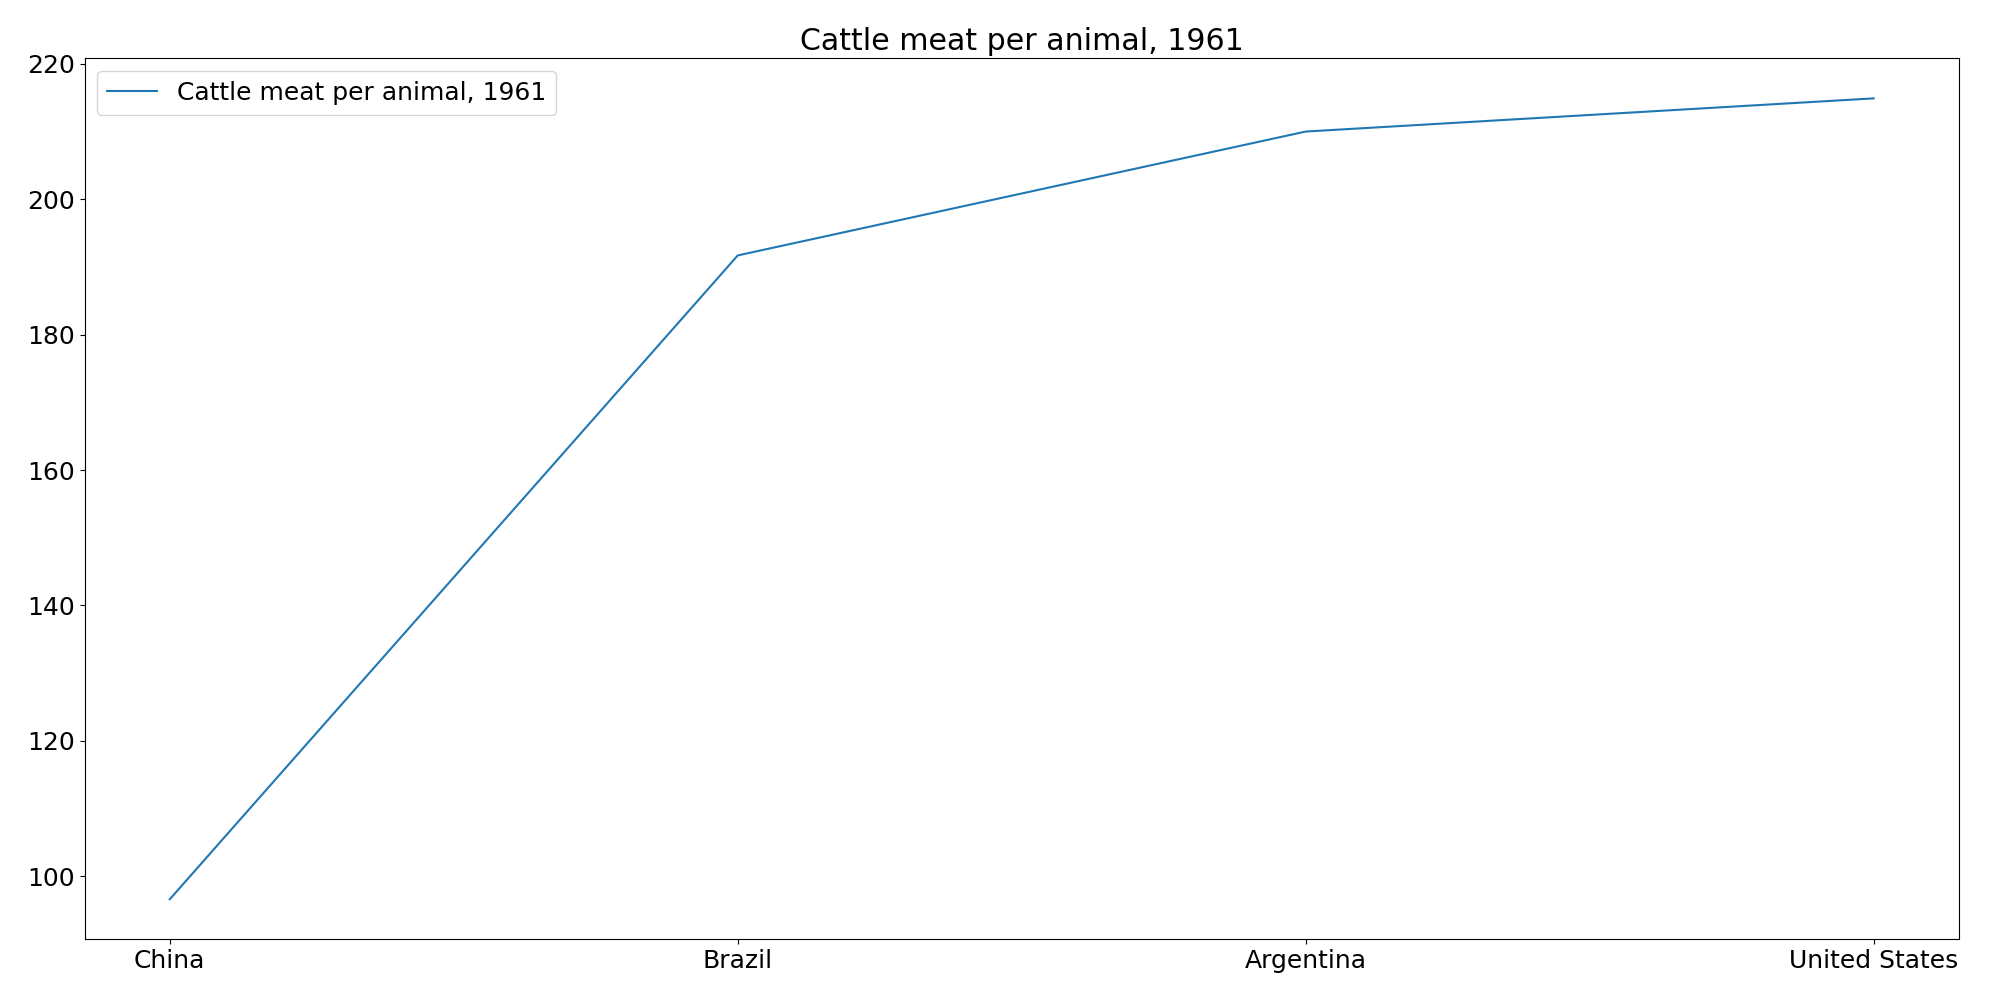 Cattle meat per animal, 1961
Cattle meat per animal, 1961
220
200
180
160
140
120
100
China Brazil Argentina United States